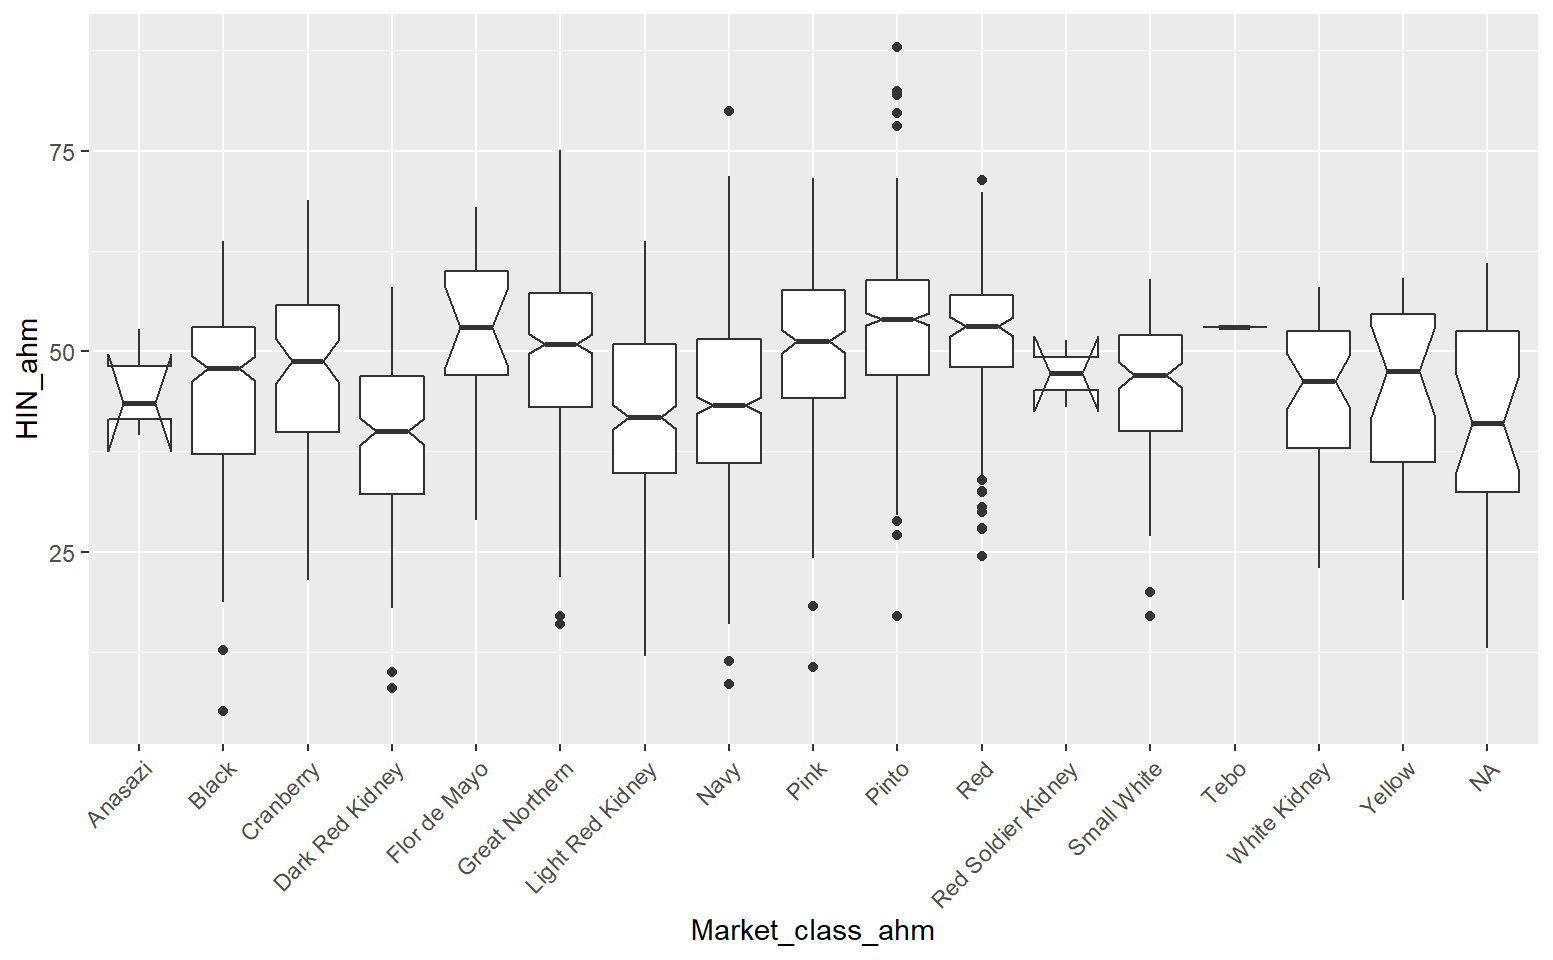 HIN_ahm
75
50
25
Anasazi
Black
Cranberry
Dark Red Kidney
Flor de Mayo
Great Northern
Light Red Kidney
Navy
Pink
Pinto
Red
Red Soldier Kidney
Small White
Tebo
White Kidney
Yellow
NA
Market_class_ahm